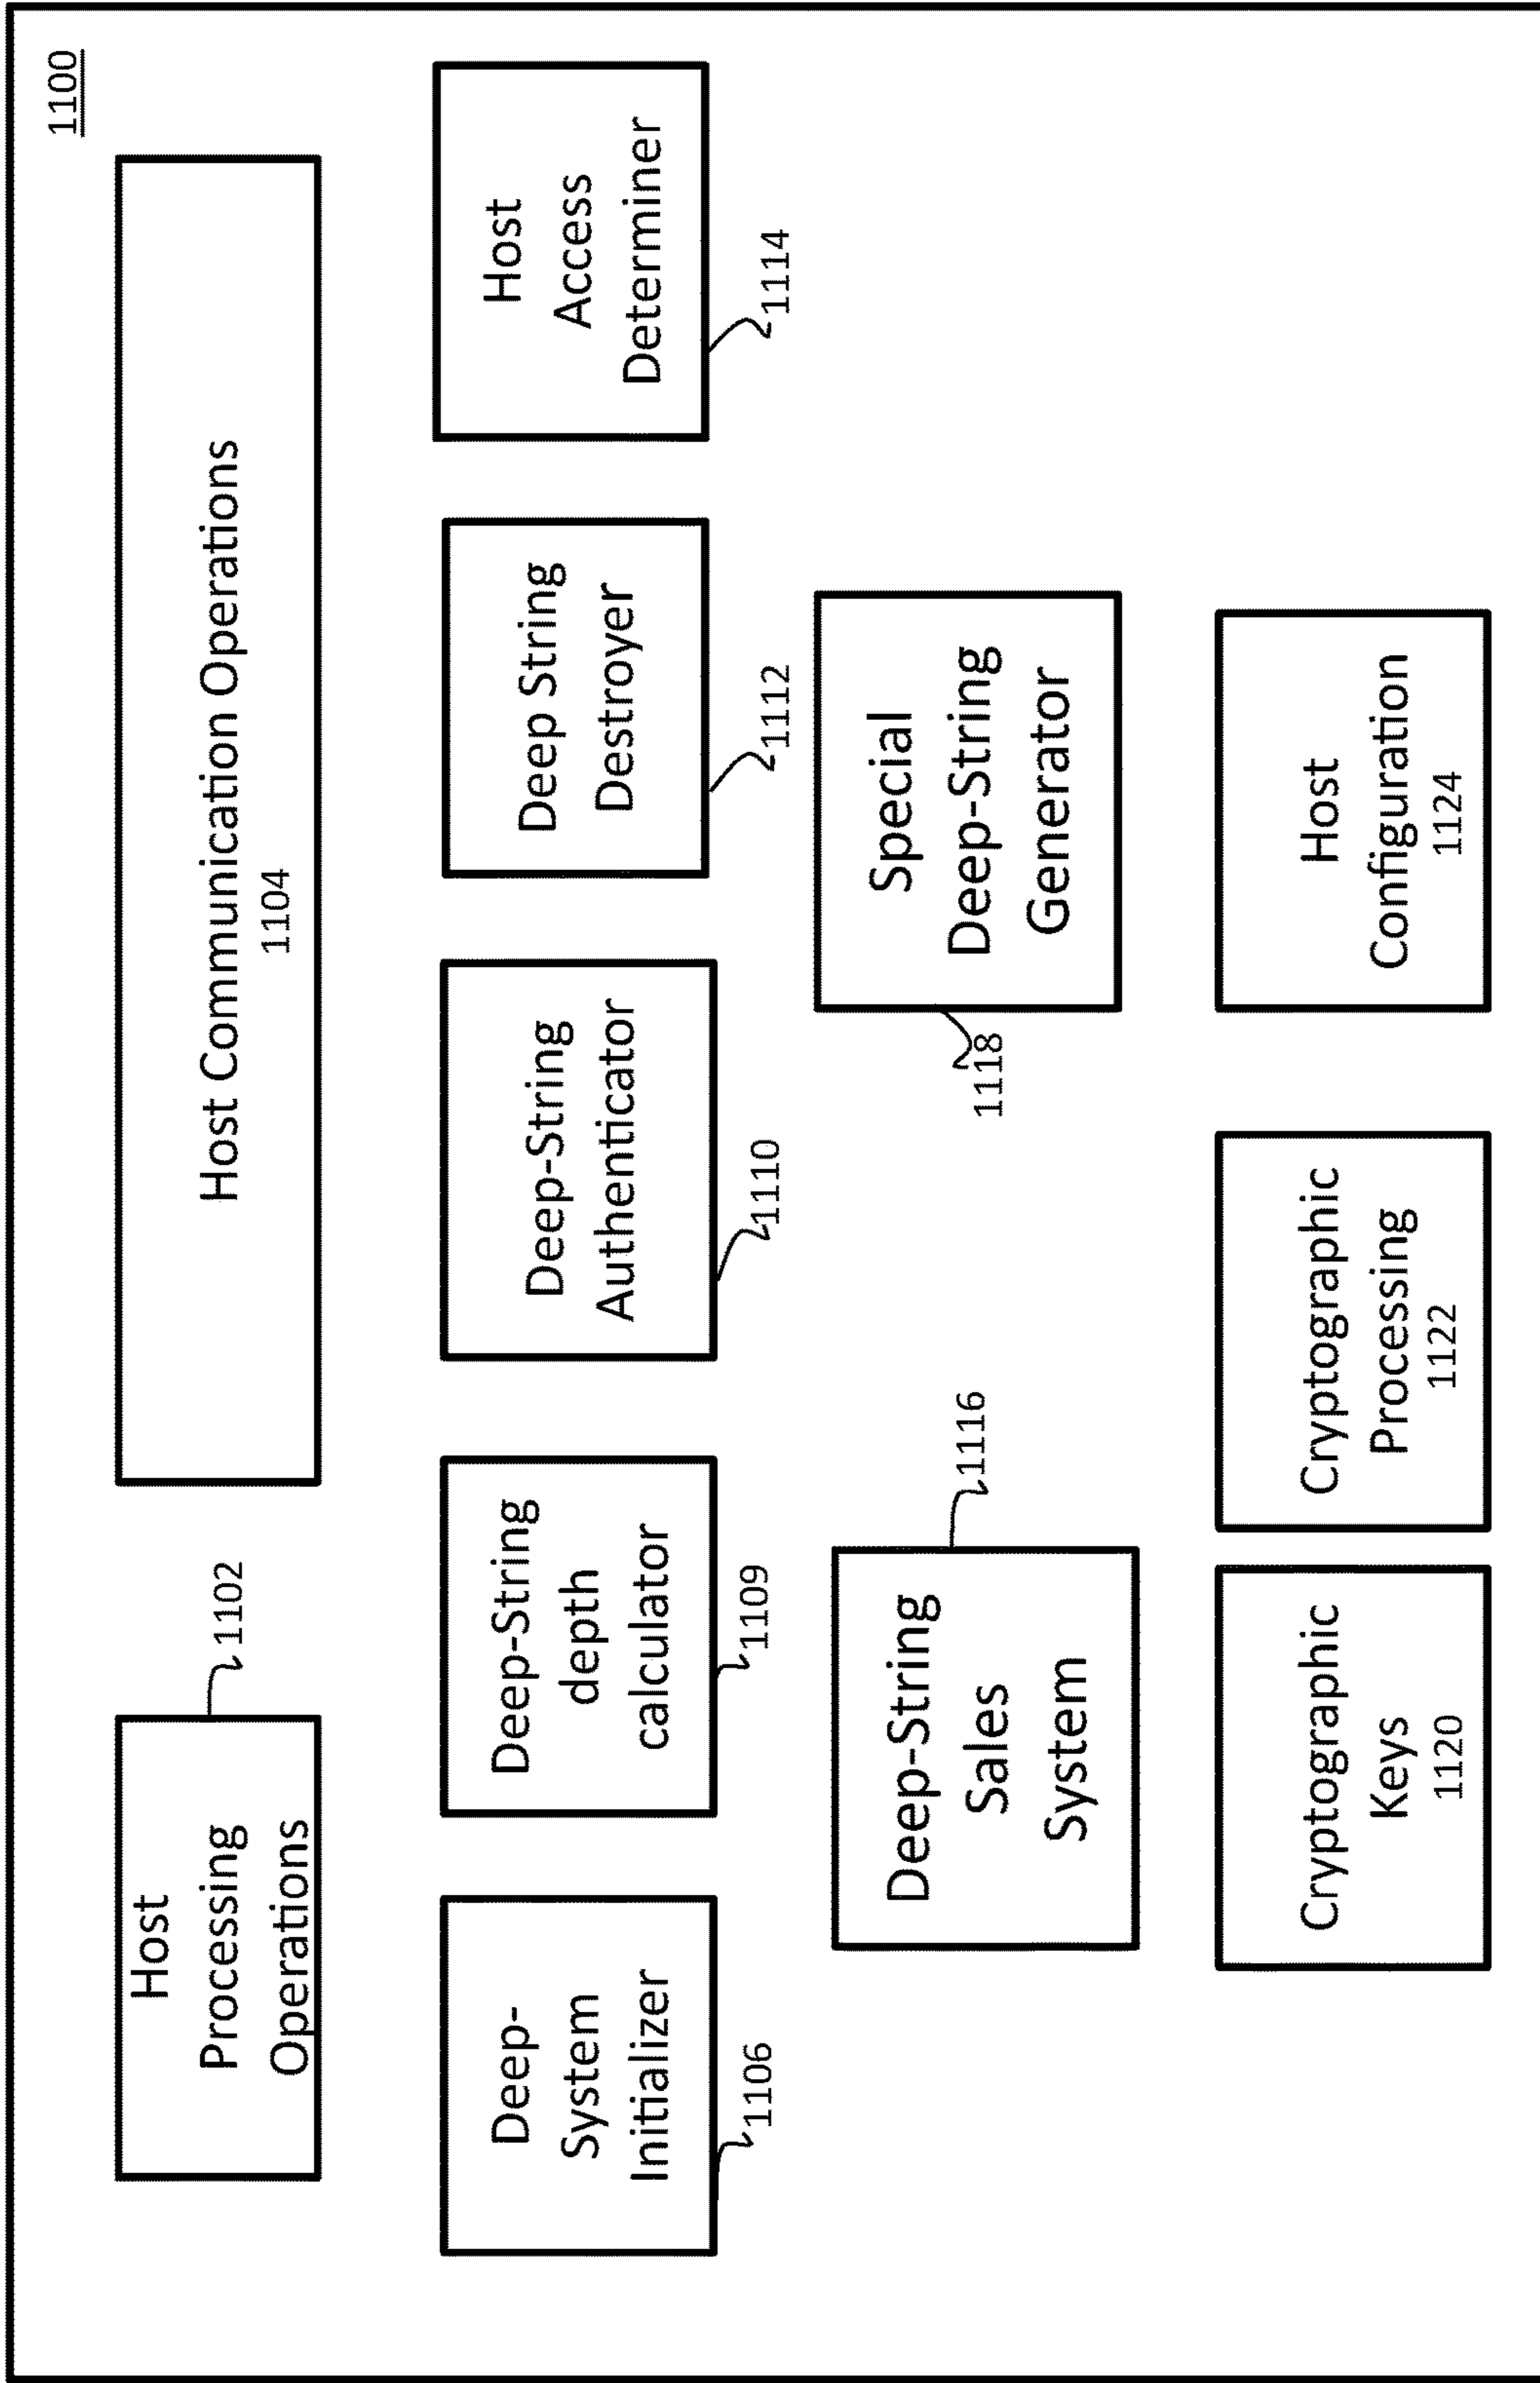 1100
Host
Processing
Operations
1102
Host Communication Operations
1104
Deep-
System
Initializer
1106
Deep-String
depth
calculator
1109
Deep-String
Authenticator
1110
Deep String
Destroyer
1112
Host
Access
Determiner
1114
Deep-String
Sales
System
1116
Special
Deep-String
Generator
1118
Cryptographic
Keys
1120
Cryptographic
Processing
1122
Host
Configuration
1124